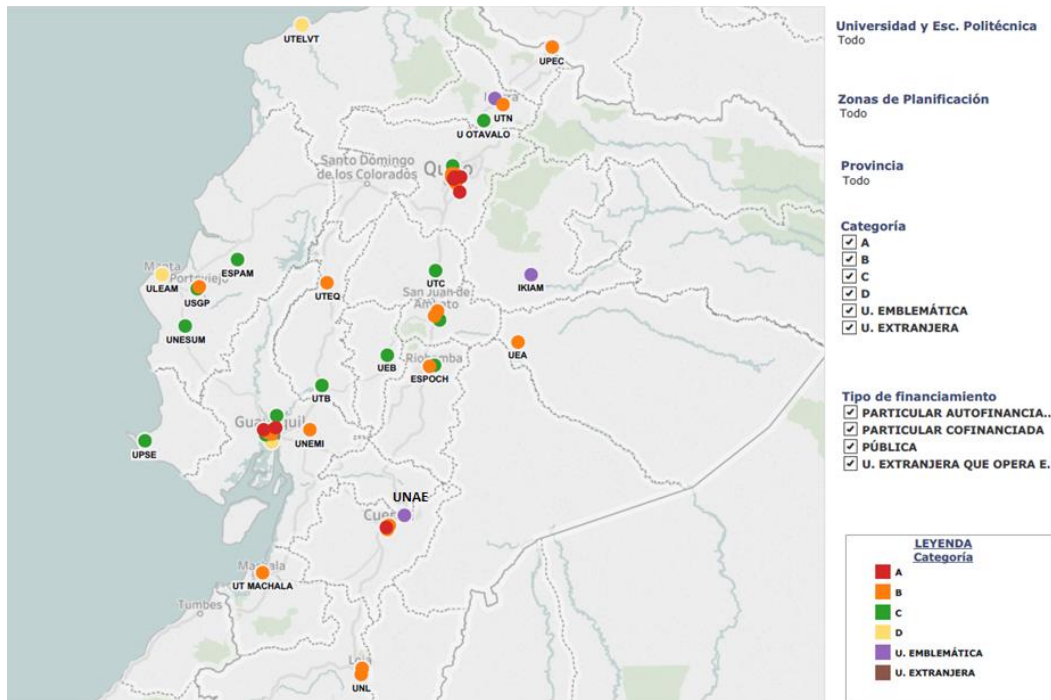 UTELVT
UPEC
UTN
U OTAVALO
Santo Domingo
de los Colorados
ESPAM
Manta
Portoviejo
ULEAM
USGP
UTEQ
UTC
IKIAM
San Juan de
UNESUM
UEB
Riobamba
ESPOCH
UEA
UTB
UPSE
UNEMI
UNAE
UT MACHALA
Tumbes
UNL
Universidad y Esc. Politécnica
Todo
Zonas de Planificación
Todo
Provincia
Todo
Categoría
A
B
C
D
U. EMBLEMÁTICA
U. EXTRANJERA
Tipo de financiamiento
PARTICULAR AUTOFINANCIA..
PARTICULAR COFINANCIADA
PÚBLICA
U. EXTRANJERA QUE OPERA E..
LEYENDA
Categoría
A
B
C
D
U. EMBLEMÁTICA
U. EXTRANJERA